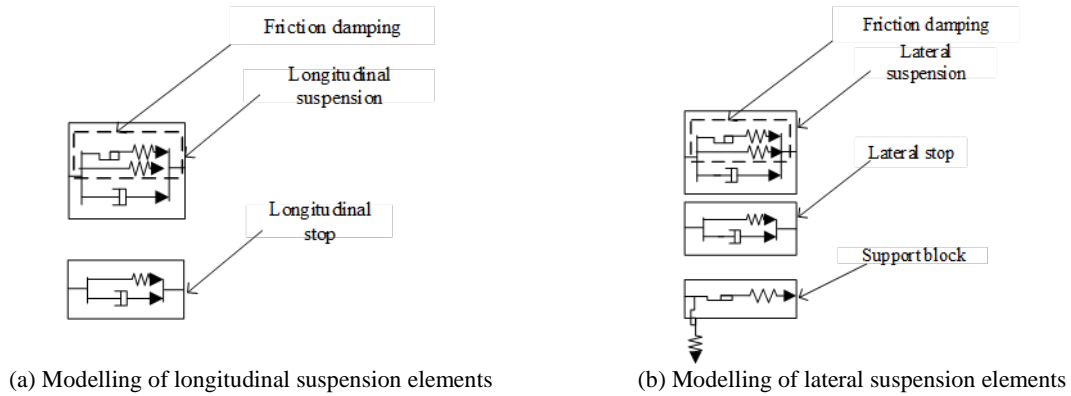 Friction damping
Longitudinal
suspension
Longitudinal
stop
(a) Modelling of longitudinal suspension elements
Friction damping
Lateral
suspension
Lateral stop
Support block
(b) Modelling of lateral suspension elements